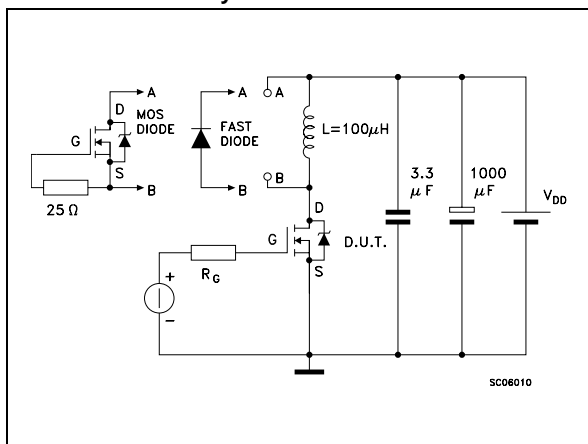 A
D
MOS
DIODE
G
S
B
25 Ω
A
FAST
DIODE
B
A
L=100μH
B
D
G
D.U.T.
S
RG
+
−
3.3
μF
1000
μF
VDD
SC06010